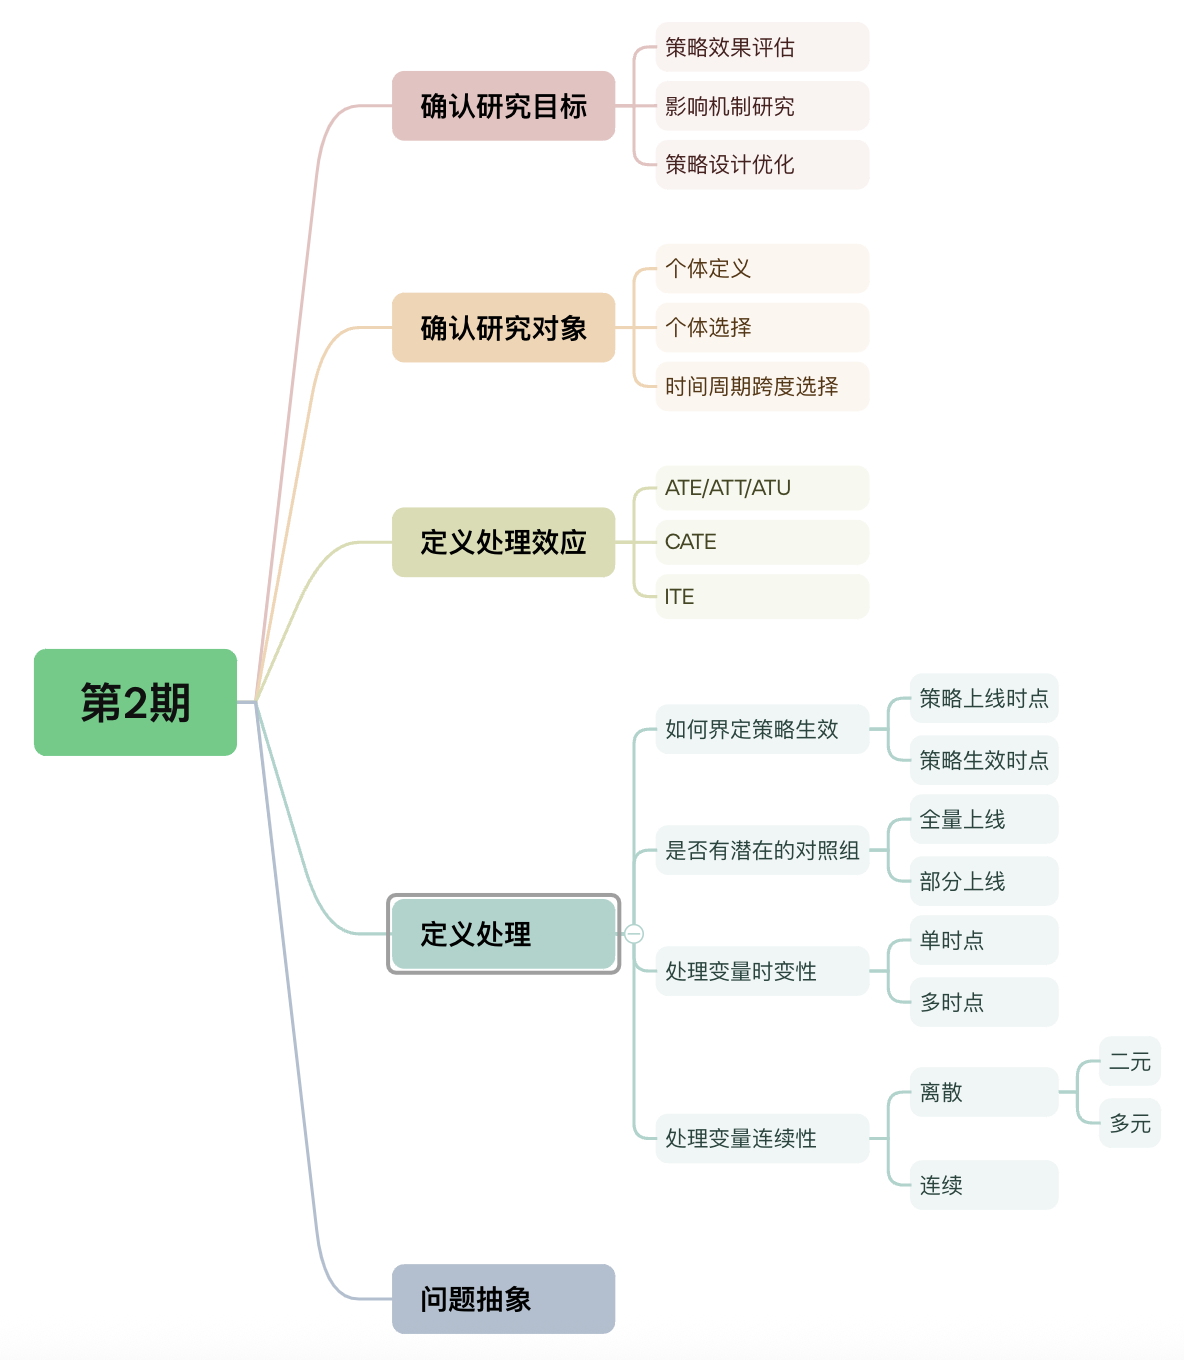 第2期
确认研究目标
策略效果评估
影响机制研究
策略设计优化
确认研究对象
个体定义
个体选择
时间周期跨度选择
定义处理效应
ATE/ATT/ATU
CATE
ITE
定义处理
如何界定策略生效
策略上线时点
策略生效时点
是否有潜在的对照组
全量上线
部分上线
处理变量时变性
单时点
多时点
处理变量连续性
离散
二元
多元
连续
问题抽象